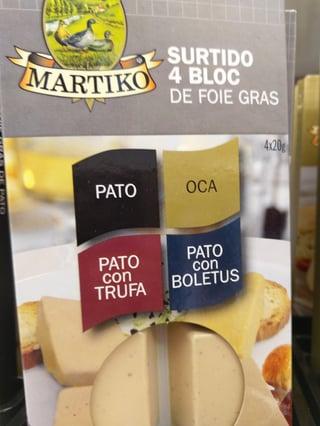 MARTIKO
SURTIDO
4 BLOC
DE FOIE GRAS
4x20g
PATO
OCA
PATO
con
TRUFA
PATO
con
BOLETUS